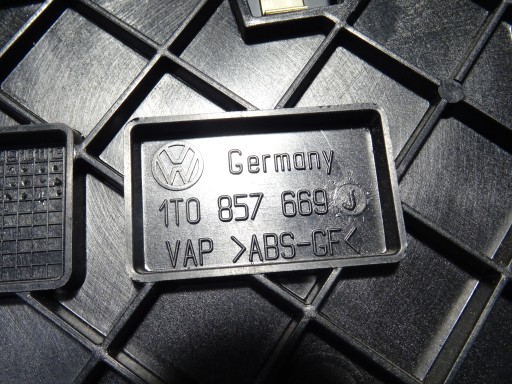 Germany
1T0 857 669 J
VAP >ABS-GF<